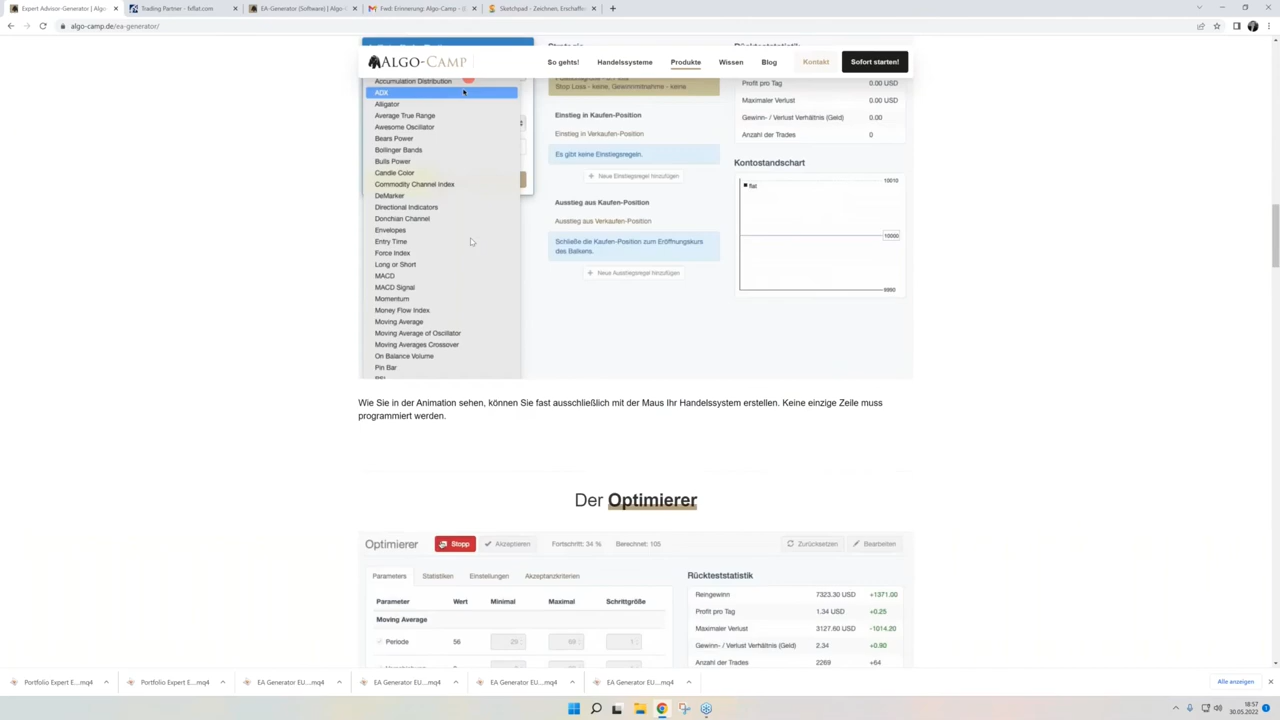 Expert Advisor-Generator | Algo-
Trading Partner - fxflat.com
EA-Generator (Software) | Algo-C
Fwd: Erinnerung: Algo-Camp - 
Sketchpad - Zeichnen, Erschaffe
algo-camp.de/ea-generator/
ALGO-CAMP
So gehts!
Handelssysteme
Produkte
Wissen
Blog
Kontakt
Sofort starten!
Accumulation Distribution
ADX
Alligator
Average True Range
Awesome Oscillator
Bears Power
Bollinger Bands
Bulls Power
Candle Color
Commodity Channel Index
DeMarker
Directional Indicators
Donchian Channel
Envelopes
Entry Time
Force Index
Long or Short
MACD
MACD Signal
Momentum
Money Flow Index
Moving Average
Moving Average of Oscillator
Moving Averages Crossover
On Balance Volume
Pin Bar
Stop Loss - keine, Gewinnmitnahme - keine.
Einstieg in Kaufen-Position
Einstieg in Verkaufen-Position
Es gibt keine Einstiegsregeln.
+ Neue Einstiegsregel hinzufügen
Ausstieg aus Kaufen-Position
Ausstieg aus Verkaufen-Position
Schließe die Kaufen-Position zum Eröffnungskurs
des Balkens.
+ Neue Ausstiegsregel hinzufügen
Profit pro Tag 0.00 USD
Maximaler Verlust 0.00 USD
Gewinn- / Verlust Verhältnis (Geld) 0.00
Anzahl der Trades 0
Kontostandschart
flat
10010
10000
9990
Wie Sie in der Animation sehen, können Sie fast ausschließlich mit der Maus Ihr Handelssystem erstellen. Keine einzige Zeile muss
programmiert werden.
Der Optimierer
Optimierer
Stopp
Akzeptieren
Fortschritt: 34 %
Berechnet: 105
Zurücksetzen
Bearbeiten
Parameters
Statistiken
Einstellungen
Akzeptanzkriterien
Parameter Wert Minimal Maximal Schrittgröße
Moving Average
Periode 56
Rückteststatistik
Reingewinn 7323.30 USD +1371.00
Profit pro Tag 1.34 USD +0.25
Maximaler Verlust 3127.60 USD -1014.20
Gewinn- / Verlust Verhältnis (Geld) 2.34 +0.90
Anzahl der Trades 2269 +64
Portfolio Expert E....mq4
Portfolio Expert E....mq4
EA Generator EU....mq4
EA Generator EU....mq4
EA Generator EU....mq4
EA Generator EU....mq4
Alle anzeigen
18:57
30.05.2022